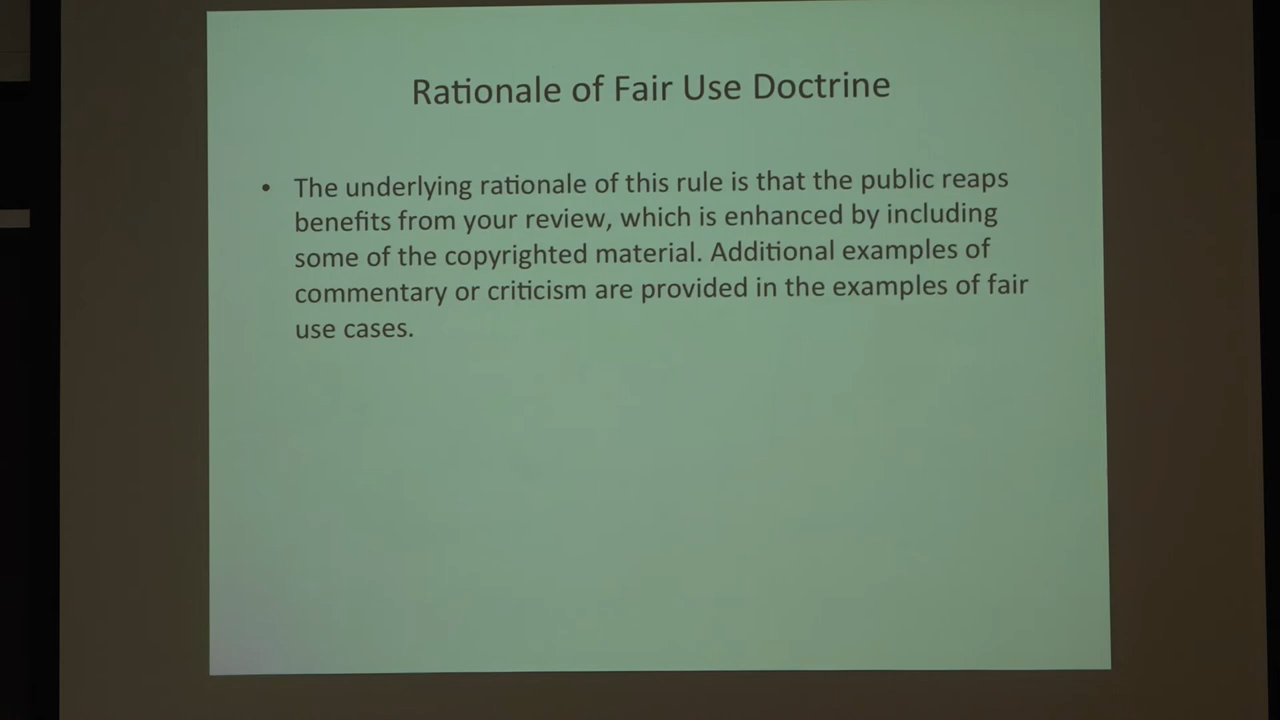 Rationale of Fair Use Doctrine
• The underlying rationale of this rule is that the public reaps
benefits from your review, which is enhanced by including
some of the copyrighted material. Additional examples of
commentary or criticism are provided in the examples of fair
use cases.